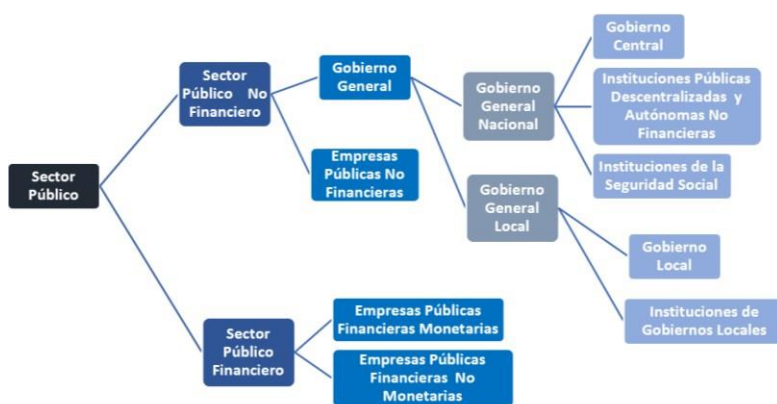 Sector
Público
Sector
Público No
Financiero
Gobierno
General
Empresas
Públicas No
Financieras
Gobierno
General
Nacional
Gobierno
General
Local
Gobierno
Central
Instituciones Públicas
Descentralizadas y
Autónomas No
Financieras
Instituciones de la
Seguridad Social
Gobierno
Local
Instituciones de
Gobiernos Locales
Sector
Público
Financiero
Empresas Públicas
Financieras Monetarias
Empresas Públicas
Financieras No
Monetarias